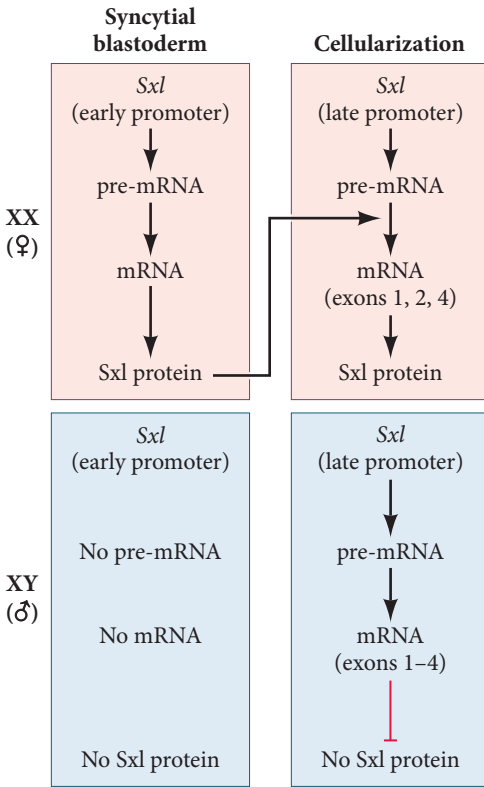 Syncytial
blastoderm
Cellularization
XX
(♀)
Sxl
(early promoter)
pre-mRNA
mRNA
Sxl protein
Sxl
(late promoter)
pre-mRNA
mRNA
(exons 1, 2, 4)
Sxl protein
XY
(♂)
Sxl
(early promoter)
No pre-mRNA
No mRNA
No Sxl protein
Sxl
(late promoter)
pre-mRNA
mRNA
(exons 1–4)
No Sxl protein